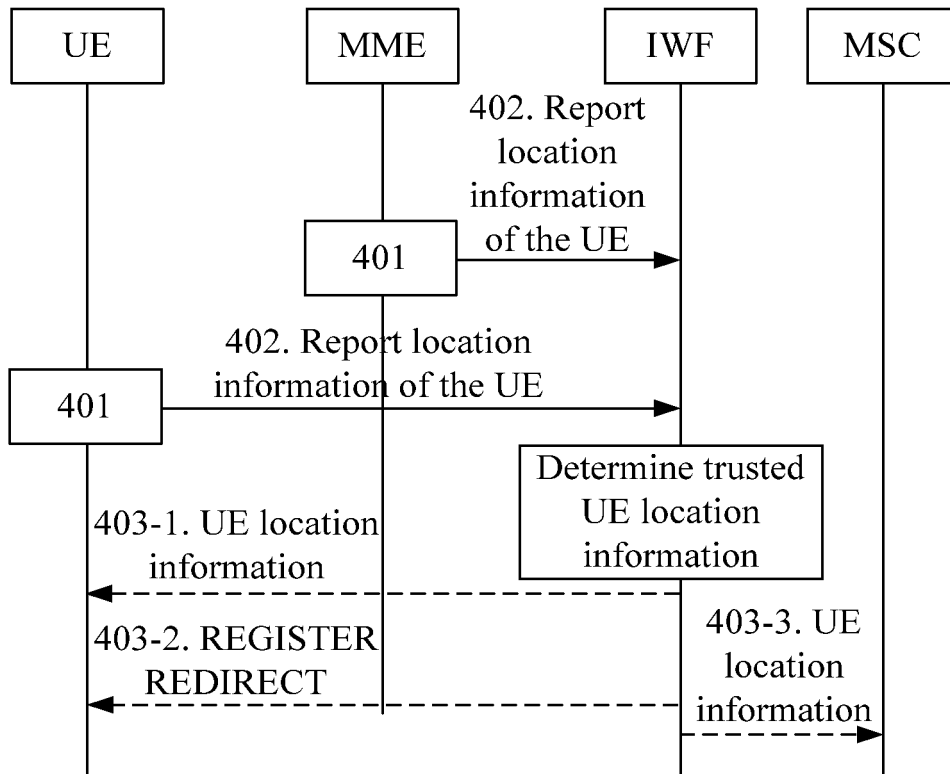 UE
MME
IWF
MSC
402. Report
location
information
of the UE
401
402. Report location
information of the UE
401
Determine trusted
UE location
information
403-1. UE location
information
403-2. REGISTER
REDIRECT
403-3. UE
location
information